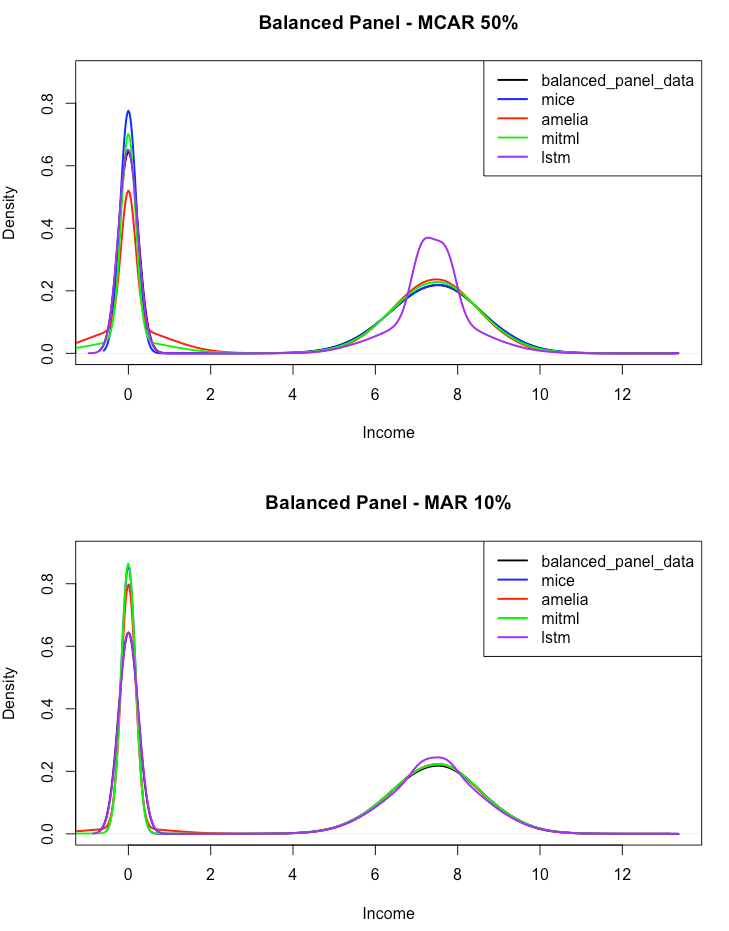 Balanced Panel - MCAR 50%
balanced_panel_data
mice
amelia
mitml
lstm
Density
0.0 0.2 0.4 0.6 0.8
0 2 4 6 8 10 12
Income
Balanced Panel - MAR 10%
balanced_panel_data
mice
amelia
mitml
lstm
Density
0.0 0.2 0.4 0.6 0.8
0 2 4 6 8 10 12
Income